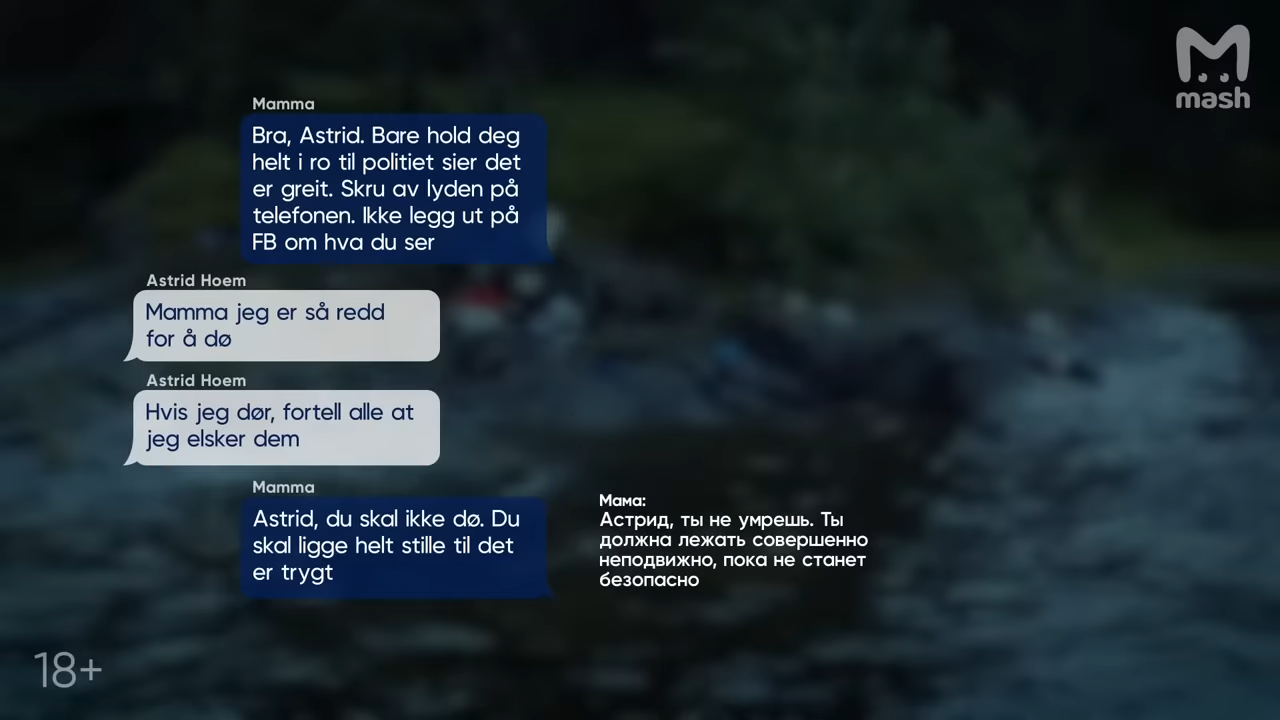 mash
Mamma
Bra, Astrid. Bare hold deg
helt i ro til politiet sier det
er greit. Skru av lyden på
telefonen. Ikke legg ut på
FB om hva du ser
Astrid Hoem
Mamma jeg er så redd
for å dø
Astrid Hoem
Hvis jeg dør, fortell alle at
jeg elsker dem
Mamma
Astrid, du skal ikke dø. Du
skal ligge helt stille til det
er trygt
Мама:
Астрид, ты не умрешь. Ты
должна лежать совершенно
неподвижно, пока не станет
безопасно
18+